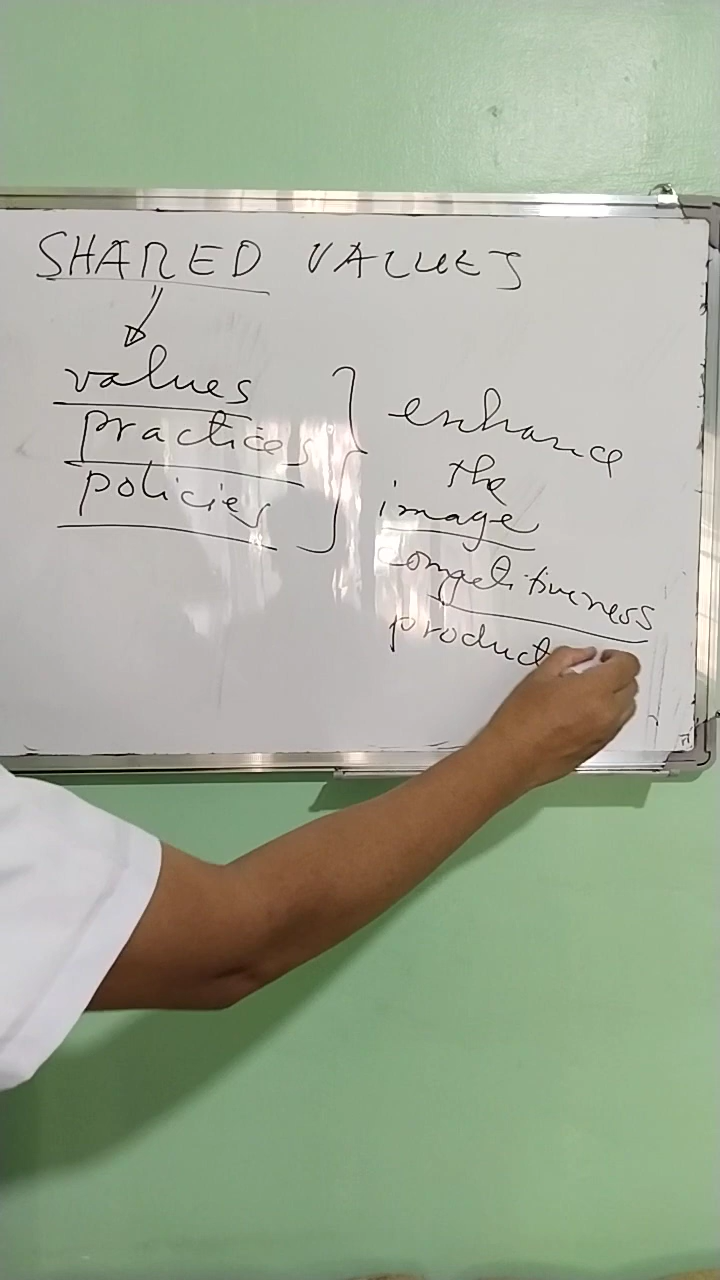 SHARED VALUES
values
practices
policies
enhance
the
image
competitiveness
product